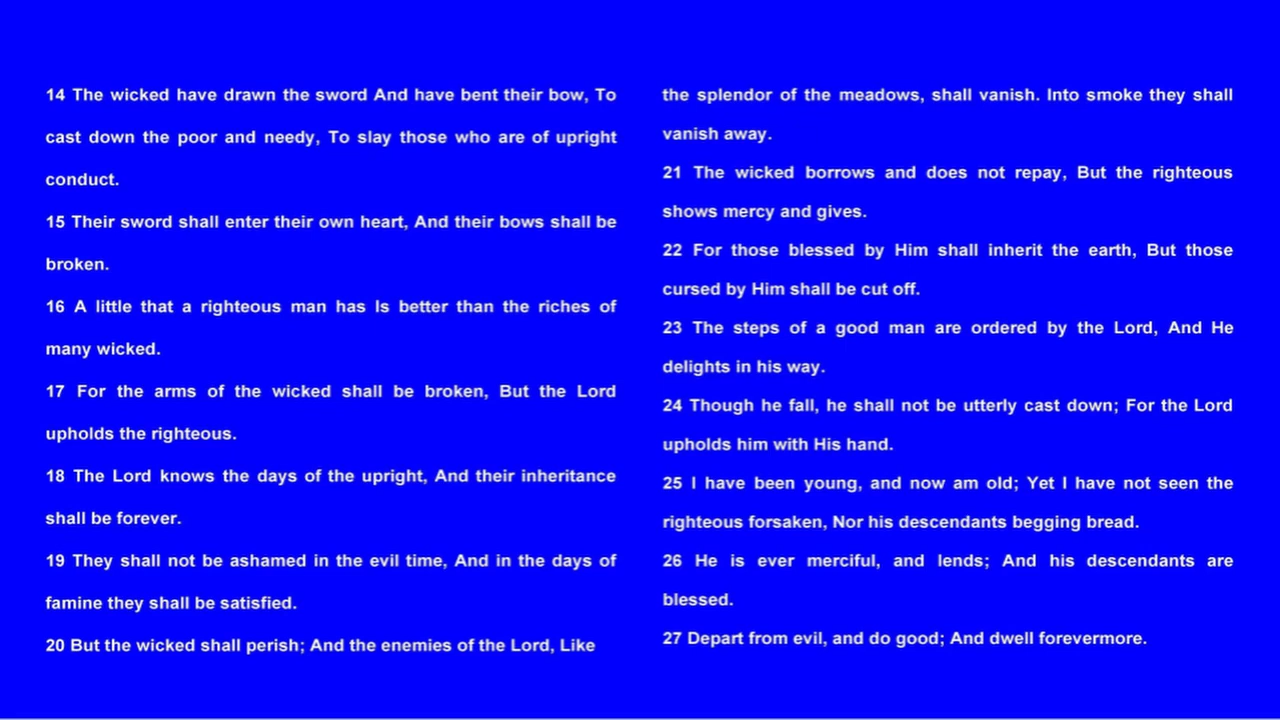 14 The wicked have drawn the sword And have bent their bow, To
cast down the poor and needy, To slay those who are of upright
conduct.
15 Their sword shall enter their own heart, And their bows shall be
broken.
16 A little that a righteous man has Is better than the riches of
many wicked.
17 For the arms of the wicked shall be broken, But the Lord
upholds the righteous.
18 The Lord knows the days of the upright, And their inheritance
shall be forever.
19 They shall not be ashamed in the evil time, And in the days of
famine they shall be satisfied.
20 But the wicked shall perish; And the enemies of the Lord, Like
the splendor of the meadows, shall vanish. Into smoke they shall
vanish away.
21 The wicked borrows and does not repay, But the righteous
shows mercy and gives.
22 For those blessed by Him shall inherit the earth, But those
cursed by Him shall be cut off.
23 The steps of a good man are ordered by the Lord, And He
delights in his way.
24 Though he fall, he shall not be utterly cast down; For the Lord
upholds him with His hand.
25 I have been young, and now am old; Yet I have not seen the
righteous forsaken, Nor his descendants begging bread.
26 He is ever merciful, and lends; And his descendants are
blessed.
27 Depart from evil, and do good; And dwell forevermore.